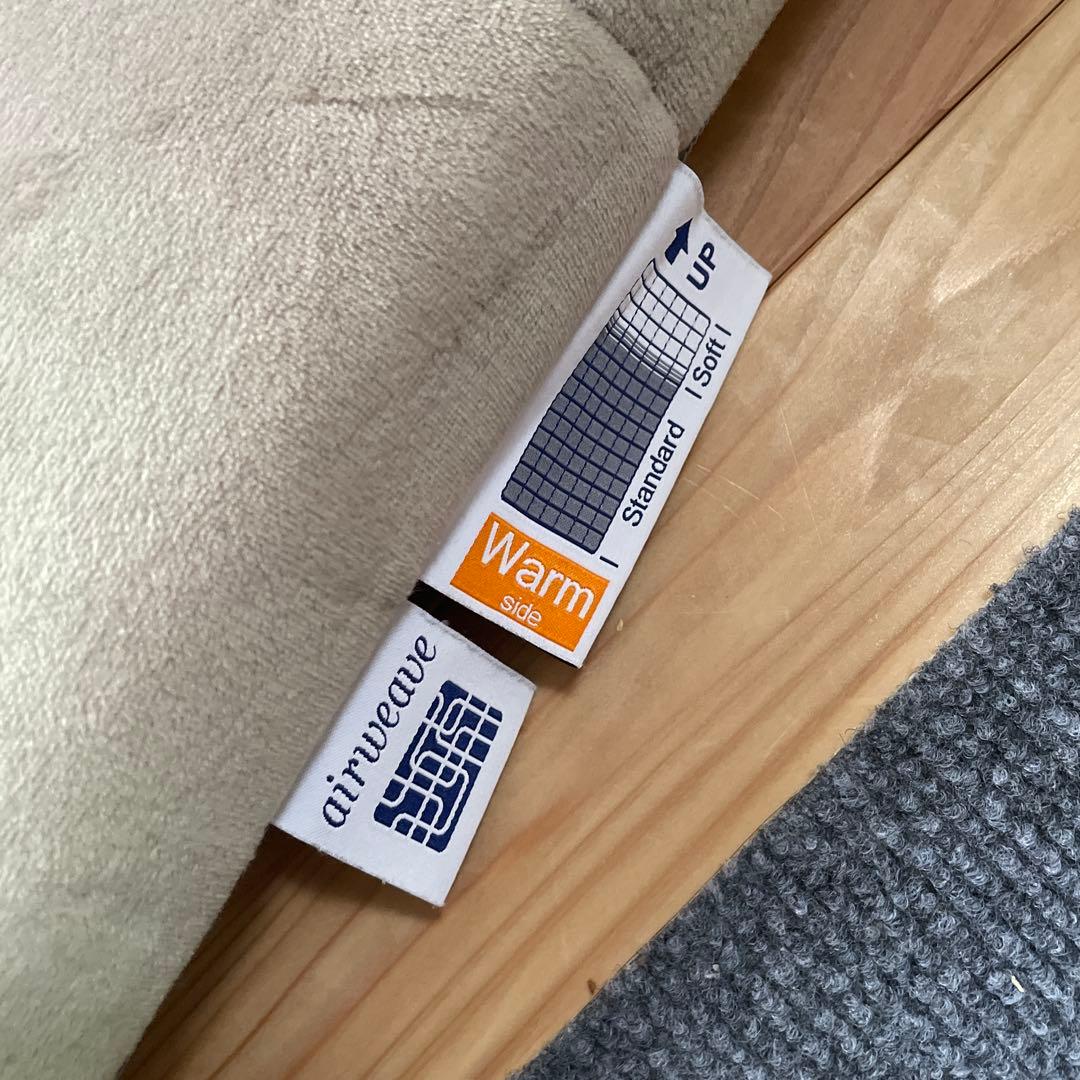 UP
| Standard | Soft |
Warm
side
airweave